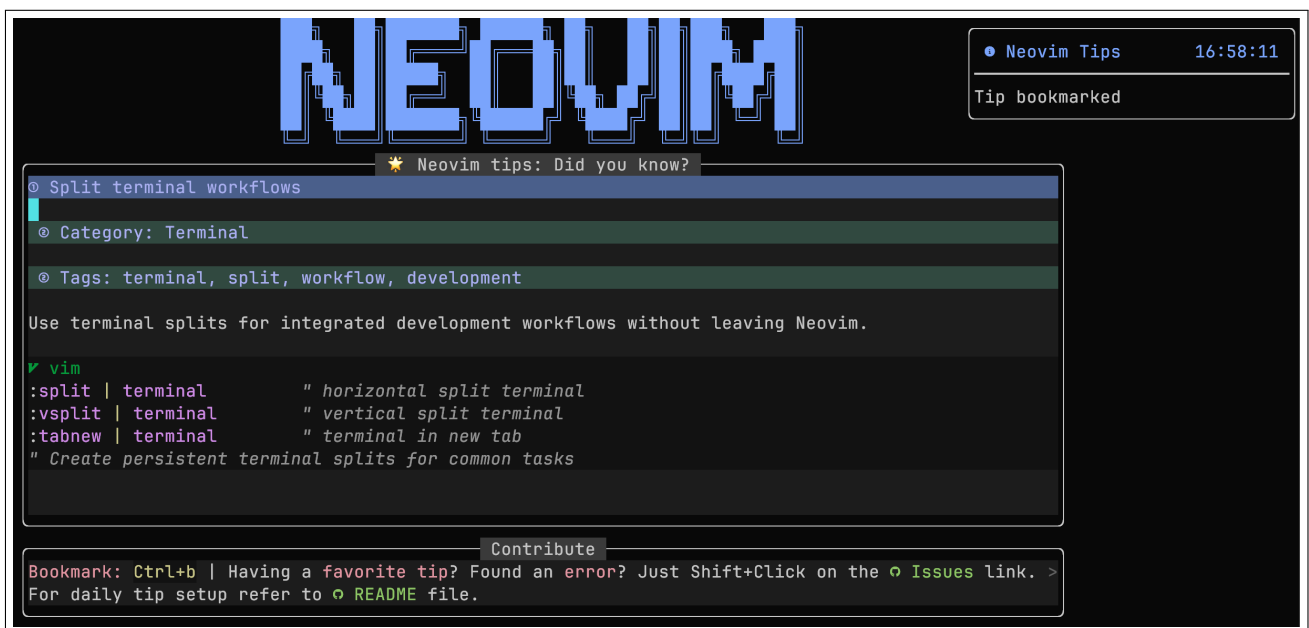 NEOVIM
Neovim Tips 16:58:11
Tip bookmarked
Neovim tips: Did you know?
① Split terminal workflows
② Category: Terminal
② Tags: terminal, split, workflow, development
Use terminal splits for integrated development workflows without leaving Neovim.
vim
:split | terminal " horizontal split terminal
:vsplit | terminal " vertical split terminal
:tabnew | terminal " terminal in new tab
" Create persistent terminal splits for common tasks
Contribute
Bookmark: Ctrl+b | Having a favorite tip? Found an error? Just Shift+Click on the Issues link. >
For daily tip setup refer to README file.